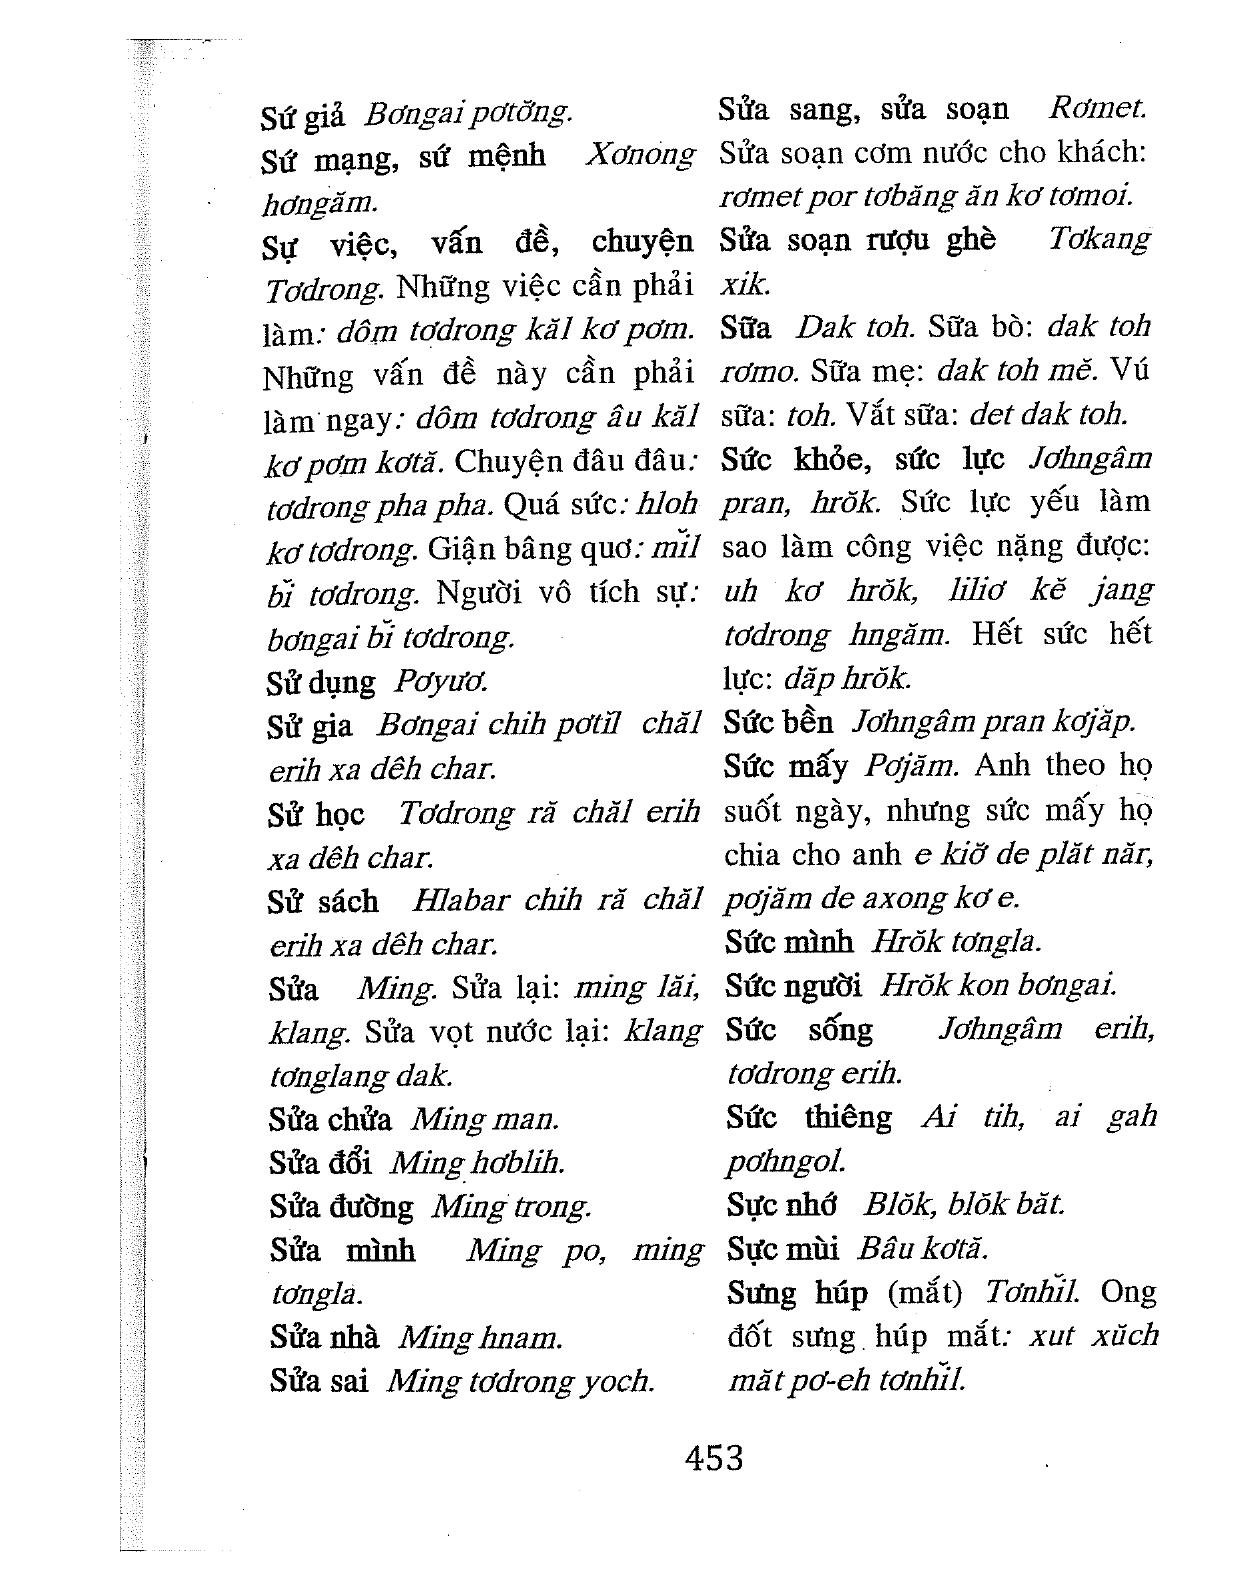 Sứ giả Bơngai pơtơ̆ng.
Sứ mạng, sứ mệnh Xơnong
hơngăm.
Sự việc, vấn đề, chuyện
Tơdrong. Những việc cần phải
làm: dôm tơdrong kăl kơ pơm.
Những vấn đề này cần phải
làm ngay: dôm tơdrong âu kăl
kơ pơm kơtă. Chuyện đâu đâu:
tơdrong pha pha. Quá sức: hloh
kơ tơdrong. Giận bâng quơ: mĭl
bĭ tơdrong. Người vô tích sự:
bơngai bĭ tơdrong.
Sử dụng Pơyươ.
Sử gia Bơngai chih pơtĭl chăl
erih xa dêh char.
Sử học Tơdrong ră chăl erih
xa dêh char.
Sử sách Hlabar chih ră chăl
erih xa dêh char.
Sửa Ming. Sửa lại: ming lăi,
klang. Sửa vọt nước lại: klang
tơnglang dak.
Sửa chửa Ming man.
Sửa đổi Ming hơblih.
Sửa đường Ming trong.
Sửa mình Ming po, ming
tơngla.
Sửa nhà Ming hnam.
Sửa sai Ming tơdrong yoch.
Sửa sang, sửa soạn Rơmet.
Sửa soạn cơm nước cho khách:
rơmet por tơbăng ăn kơ tơmoi.
Sửa soạn rượu ghè Tơkang
xik.
Sữa Dak toh. Sữa bò: dak toh
rơmo. Sữa mẹ: dak toh mĕ. Vú
sữa: toh. Vắt sữa: det dak toh.
Sức khỏe, sức lực Jơhngâm
pran, hrŏk. Sức lực yếu làm
sao làm công việc nặng được:
uh kơ hrŏk, liliơ kĕ jang
tơdrong hngăm. Hết sức hết
lực: dăp hrŏk.
Sức bền Jơhngâm pran kơjăp.
Sức mấy Pơjăm. Anh theo họ
suốt ngày, nhưng sức mấy họ
chia cho anh e kiơ̆ de plăt năr,
pơjăm de axong kơ e.
Sức mình Hrŏk tơngla.
Sức người Hrŏk kon bơngai.
Sức sống Jơhngâm erih,
tơdrong erih.
Sức thiêng Ai tih, ai gah
pơhngol.
Sực nhớ Blŏk, blŏk băt.
Sực mùi Bâu kơtă.
Sưng húp (mắt) Tơnhĭl. Ong
đốt sưng húp mắt: xut xŭch
măt pơ-eh tơnhĭl.
453